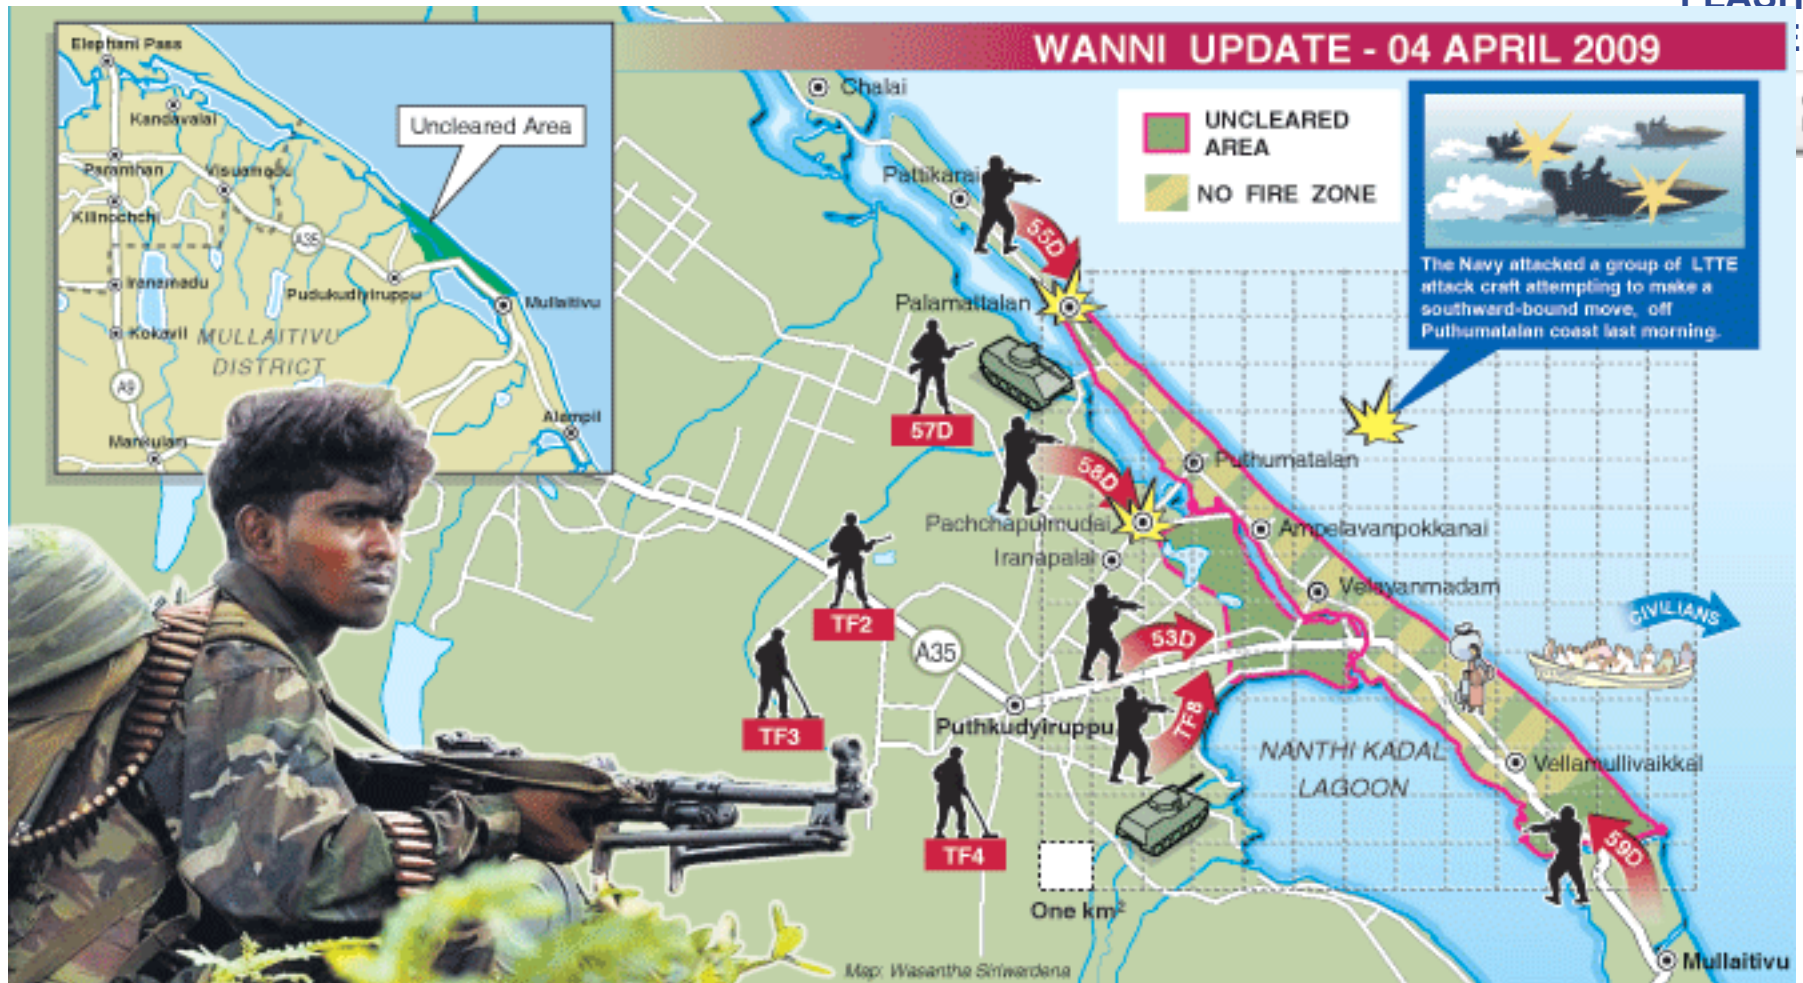 WANNI UPDATE - 04 APRIL 2009
Elephant Pass
Kandavalai
Paranthan
Visuamadu
Kilinochchi
A35
Iranamadu
Pudukudiyiruppu
Mullaitivu
Kokavil
MULLAITIVU
DISTRICT
A9
Alampil
Mankulam
Uncleared Area
Chalai
Pattikarai
55D
Palamattalan
57D
58D
Puthumatalan
Pachchapulmudai
Ampelavanpokkanai
Iranapalai
Velayanmadam
TF2
53D
CIVILIANS
A35
TF3
Puthkudyiruppu
TF8
NANTHI KADAL
LAGOON
Vellamullivaikkal
TF4
59D
One km²
Mullaitivu
UNCLEARED
AREA
NO FIRE ZONE
The Navy attacked a group of LTTE
attack craft attempting to make a
southward-bound move, off
Puthumatalan coast last morning.
Map: Wasantha Siriwardena